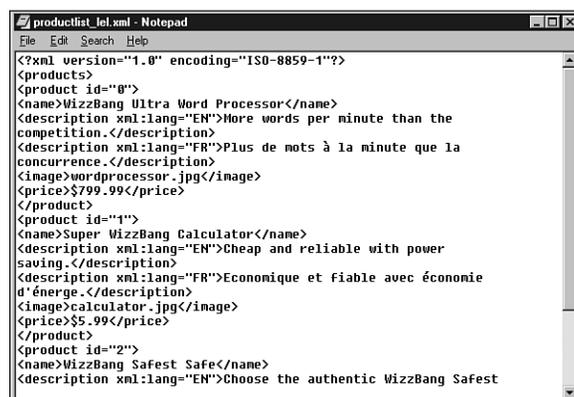 productlist_lel.xml - Notepad
File Edit Search Help
<?xml version="1.0" encoding="ISO-8859-1"?>
<products>
<product id="0">
<name>WizzBang Ultra Word Processor</name>
<description xml:lang="EN">More words per minute than the
competition.</description>
<description xml:lang="FR">Plus de mots à la minute que la
concurrence.</description>
<image>wordprocessor.jpg</image>
<price>$799.99</price>
</product>
<product id="1">
<name>Super WizzBang Calculator</name>
<description xml:lang="EN">Cheap and reliable with power
saving.</description>
<description xml:lang="FR">Economique et fiable avec économie
d'énerge.</description>
<image>calculator.jpg</image>
<price>$5.99</price>
</product>
<product id="2">
<name>WizzBang Safest Safe</name>
<description xml:lang="EN">Choose the authentic WizzBang Safest